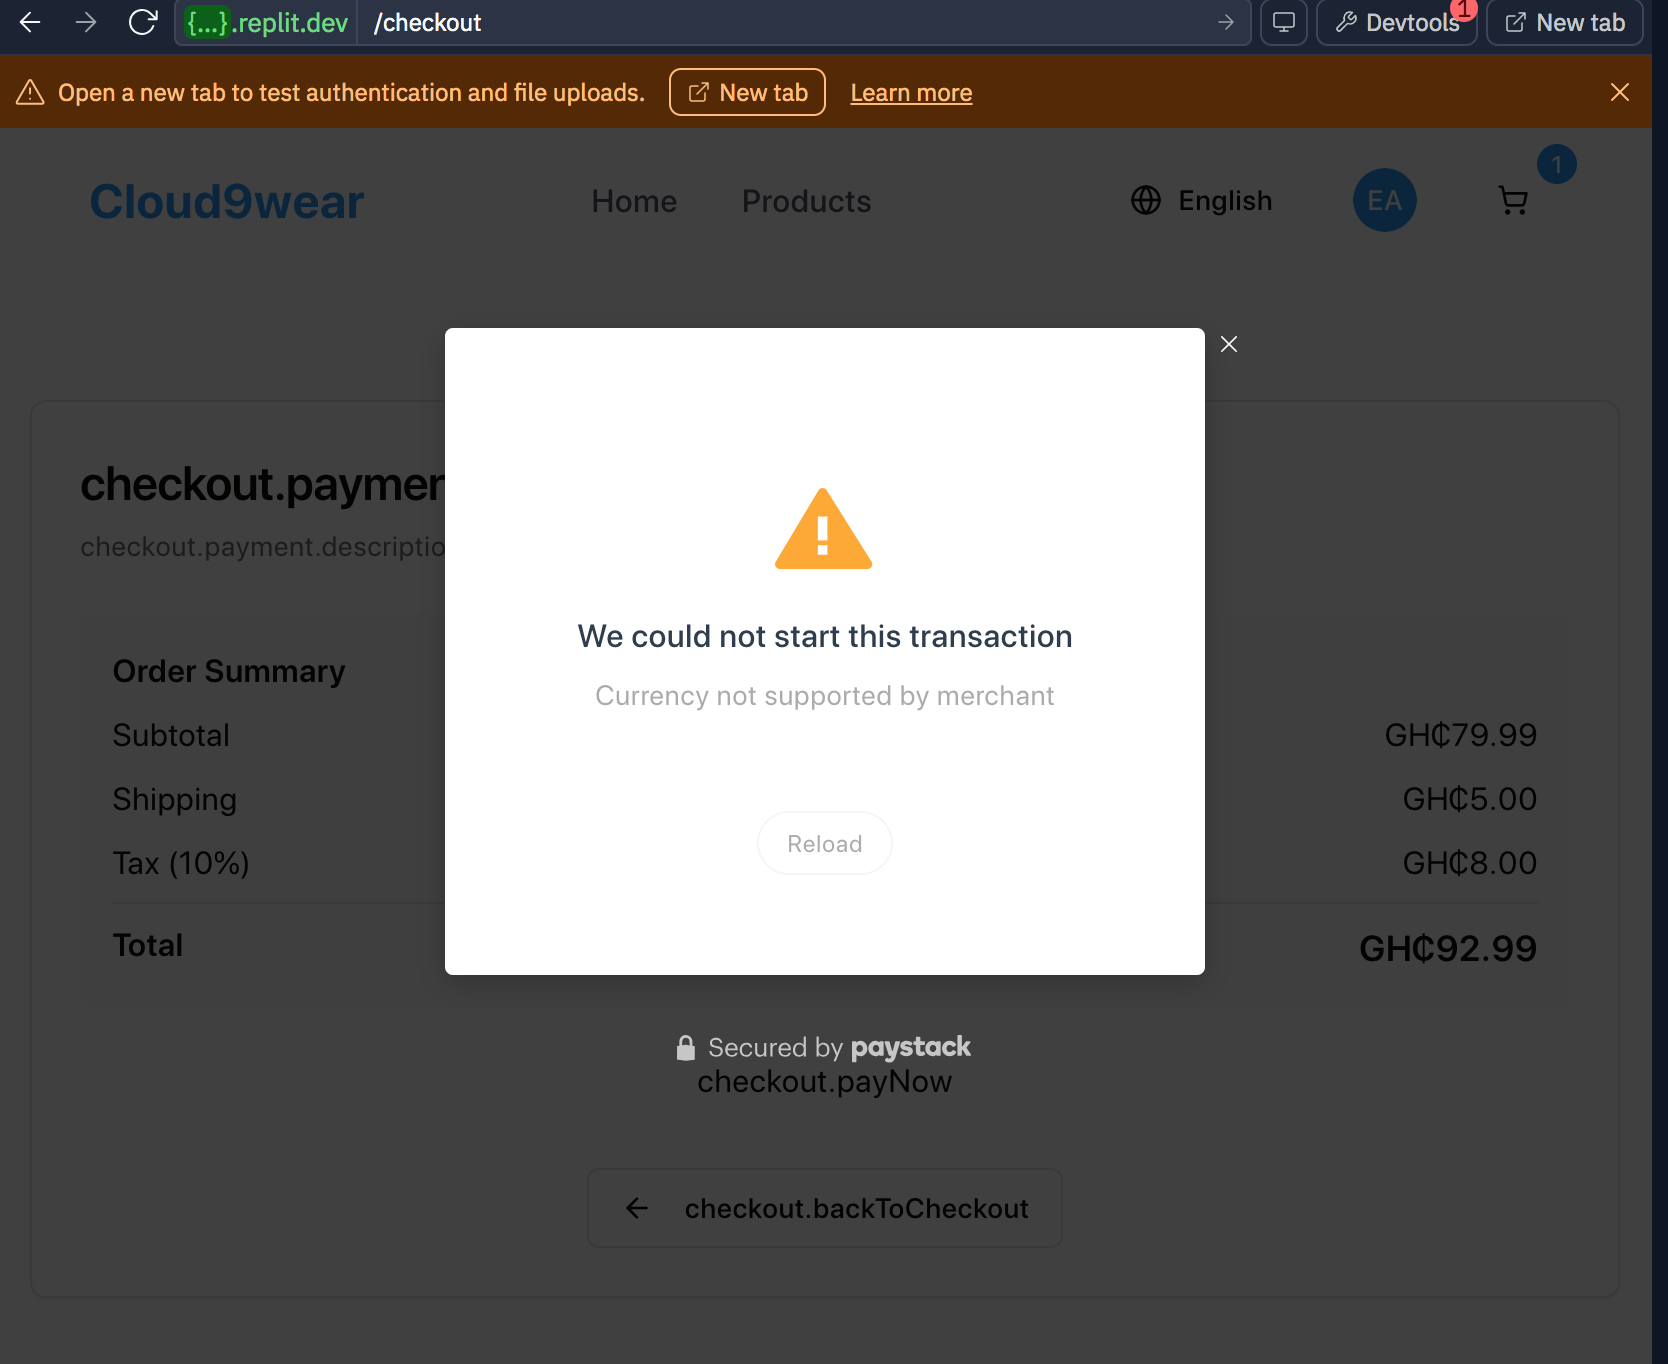 {...}.replit.dev /checkout Devtools 1 New tab
Open a new tab to test authentication and file uploads. New tab Learn more
Cloud9wear Home Products English EA 1
checkout.paymen
checkout.payment.descriptio
We could not start this transaction
Currency not supported by merchant
Reload
Order Summary
Subtotal GH₵79.99
Shipping GH₵5.00
Tax (10%) GH₵8.00
Total GH₵92.99
Secured by paystack
checkout.payNow
checkout.backToCheckout